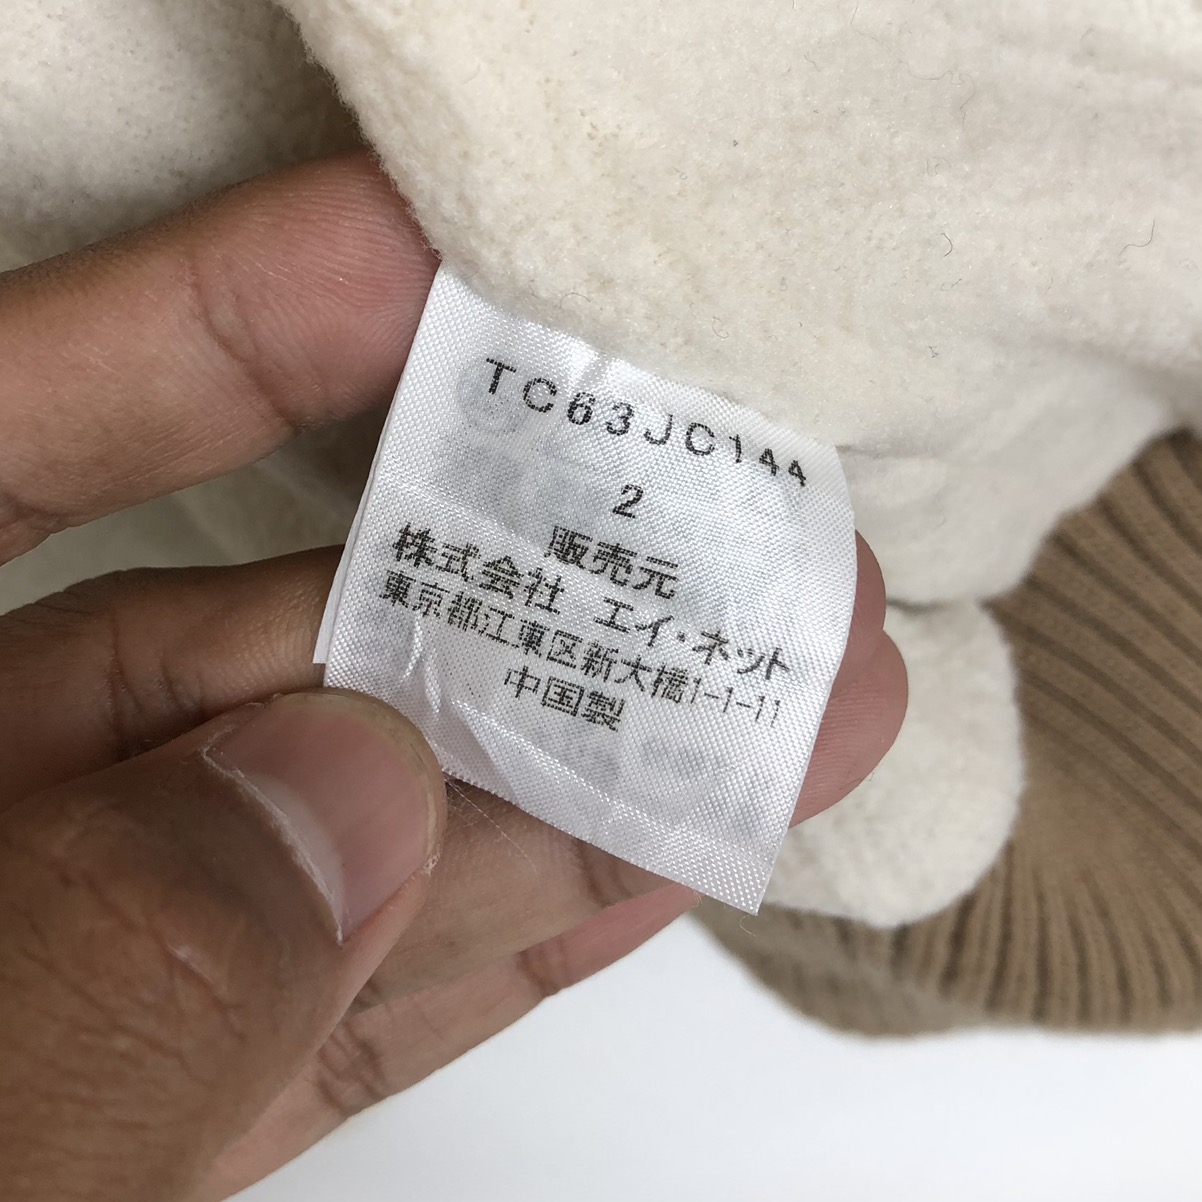 TC63JC144
2
販売元
株式会社 エイ・ネット
東京都江東区新大橋1-1-11
中国製